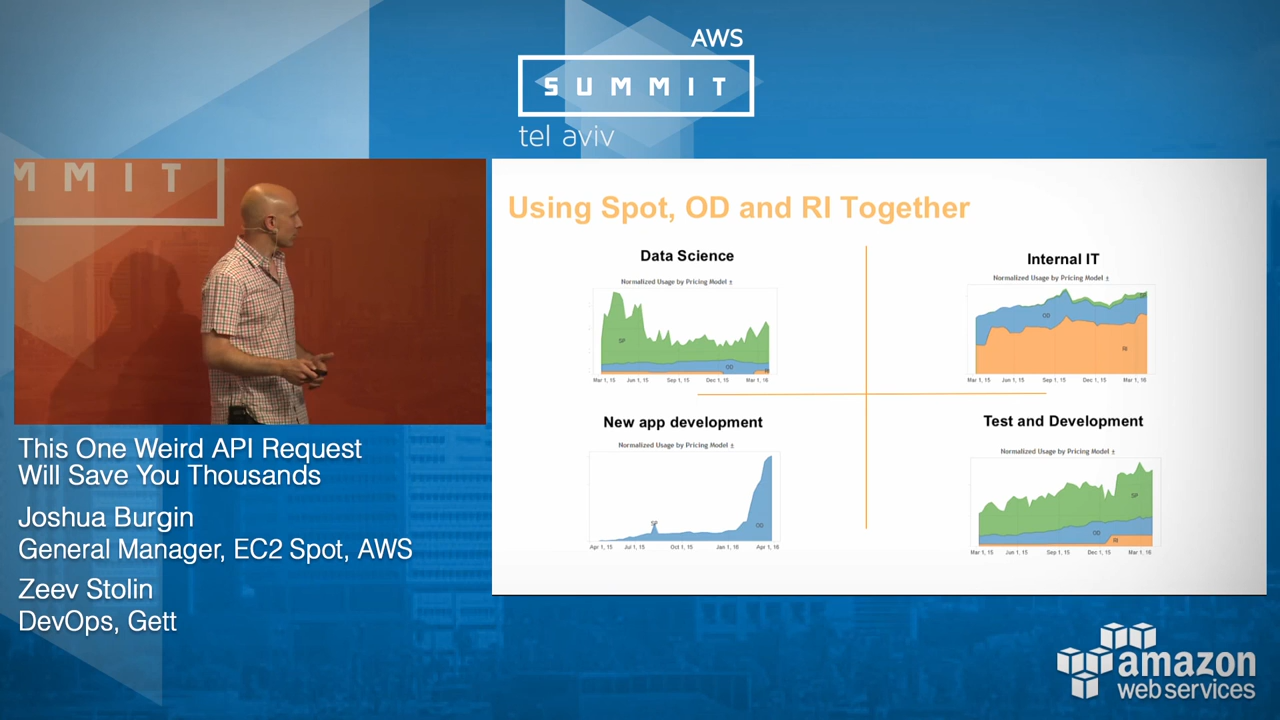 AWS
SUMMIT
tel aviv
MMIT
Using Spot, OD and RI Together
Data Science
Normalized Usage by Pricing Model ±
SP
OD
RI
Mar 1, 15 Jun 1, 15 Sep 1, 15 Dec 1, 15 Mar 1, 16
Internal IT
Normalized Usage by Pricing Model ±
SP
OD
RI
Mar 1, 15 Jun 1, 15 Sep 1, 15 Dec 1, 15 Mar 1, 16
New app development
Normalized Usage by Pricing Model ±
SP
OD
Apr 1, 15 Jul 1, 15 Oct 1, 15 Jan 1, 16 Apr 1, 16
Test and Development
Normalized Usage by Pricing Model ±
SP
OD
RI
Mar 1, 15 Jun 1, 15 Sep 1, 15 Dec 1, 15 Mar 1, 16
This One Weird API Request
Will Save You Thousands
Joshua Burgin
General Manager, EC2 Spot, AWS
Zeev Stolin
DevOps, Gett
amazon
web services